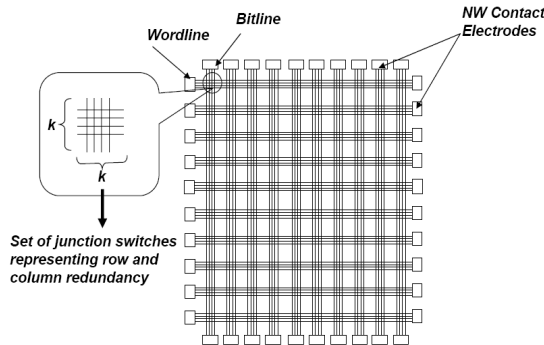 Bitline
Wordline
NW Contact
Electrodes
k
k
Set of junction switches
representing row and
column redundancy